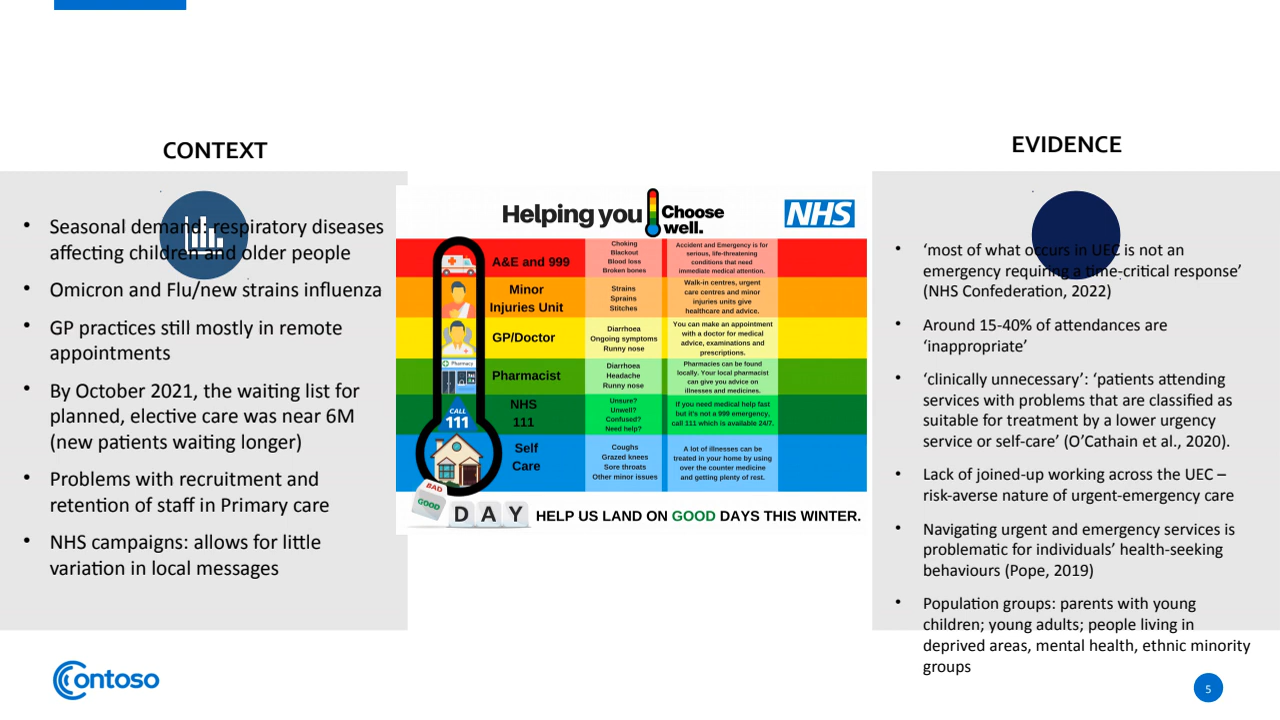 CONTEXT
• Seasonal demand: respiratory diseases
affecting children and older people
• Omicron and Flu/new strains influenza
• GP practices still mostly in remote
appointments
• By October 2021, the waiting list for
planned, elective care was near 6M
(new patients waiting longer)
• Problems with recruitment and
retention of staff in Primary care
• NHS campaigns: allows for little
variation in local messages
Helping you Choose
well.
NHS
A&E and 999
Choking
Blackout
Blood loss
Broken bones
Accident and Emergency is for
serious, life-threatening
conditions that need
immediate medical attention.
Minor
Injuries Unit
Strains
Sprains
Stitches
Walk-in centres, urgent
care centres and minor
injuries units give
healthcare and advice.
GP/Doctor
Diarrhoea
Ongoing symptoms
Runny nose
You can make an appointment
with a doctor for medical
advice, examinations and
prescriptions.
Pharmacy
Pharmacist
Diarrhoea
Headache
Runny nose
Pharmacies can be found
locally. Your local pharmacist
can give you advice on
illnesses and medicines.
CALL
111
NHS
111
Unsure?
Unwell?
Confused?
Need help?
If you need medical help fast
but it's not a 999 emergency,
call 111 which is available 24/7.
Self
Care
Coughs
Grazed knees
Sore throats
Other minor issues
A lot of illnesses can be
treated in your home by using
over the counter medicine
and getting plenty of rest.
BAD
GOOD
DAY
HELP US LAND ON GOOD DAYS THIS WINTER.
EVIDENCE
• ‘most of what occurs in UEC is not an
emergency requiring a time-critical response’
(NHS Confederation, 2022)
• Around 15-40% of attendances are
‘inappropriate’
• ‘clinically unnecessary’: ‘patients attending
services with problems that are classified as
suitable for treatment by a lower urgency
service or self-care’ (O’Cathain et al., 2020).
• Lack of joined-up working across the UEC –
risk-averse nature of urgent-emergency care
• Navigating urgent and emergency services is
problematic for individuals’ health-seeking
behaviours (Pope, 2019)
• Population groups: parents with young
children; young adults; people living in
deprived areas, mental health, ethnic minority
groups
Contoso
5